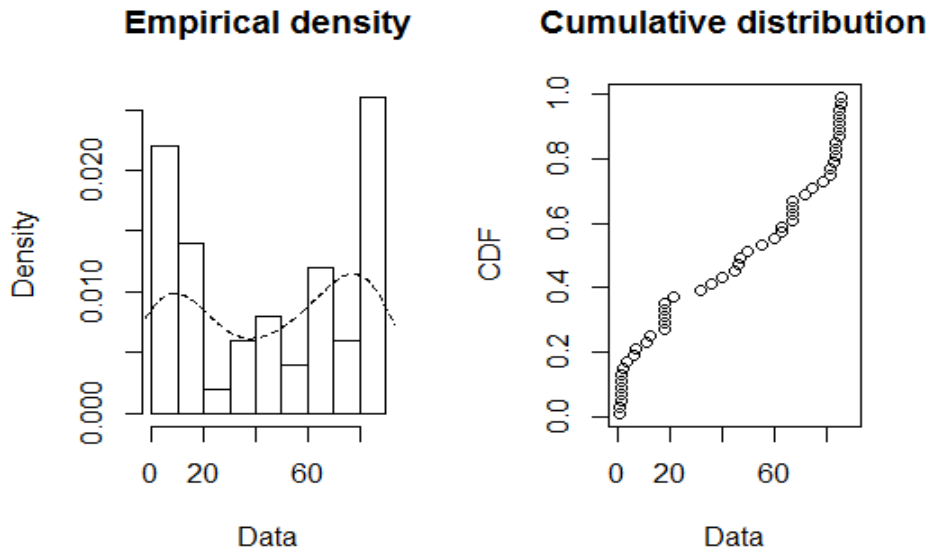 Empirical density
Density
0.000
0.010
0.020
0
20
60
Data
Cumulative distribution
CDF
0.0
0.2
0.4
0.6
0.8
1.0
0
20
60
Data